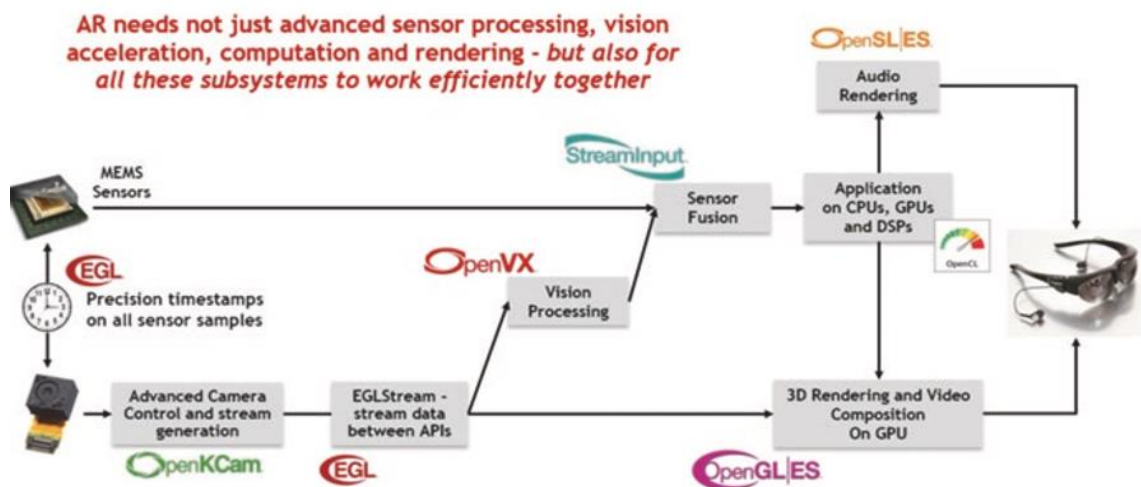 AR needs not just advanced sensor processing, vision
acceleration, computation and rendering - but also for
all these subsystems to work efficiently together
OpenSL|ES
Audio
Rendering
StreamInput
MEMS
Sensors
Sensor
Fusion
Application
on CPUs, GPUs
and DSPs
OpenCL
EGL
Precision timestamps
on all sensor samples
OpenVX
Vision
Processing
Advanced Camera
Control and stream
generation
OpenKCam
EGLStream -
stream data
between APIs
EGL
3D Rendering and Video
Composition
On GPU
OpenGL|ES